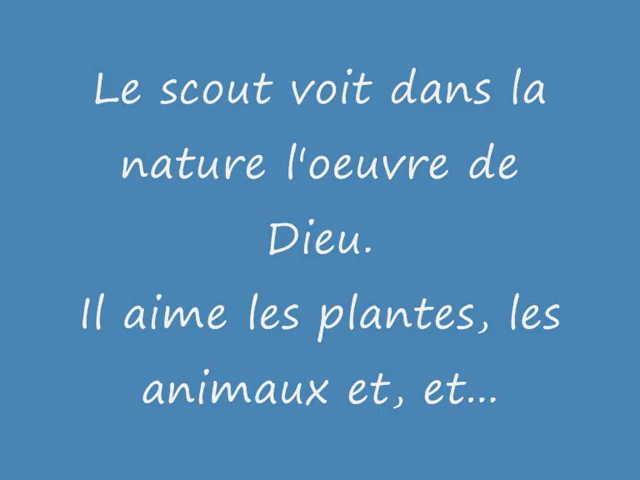 Le scout voit dans la
nature l'oeuvre de
Dieu.
Il aime les plantes, les
animaux et, et...